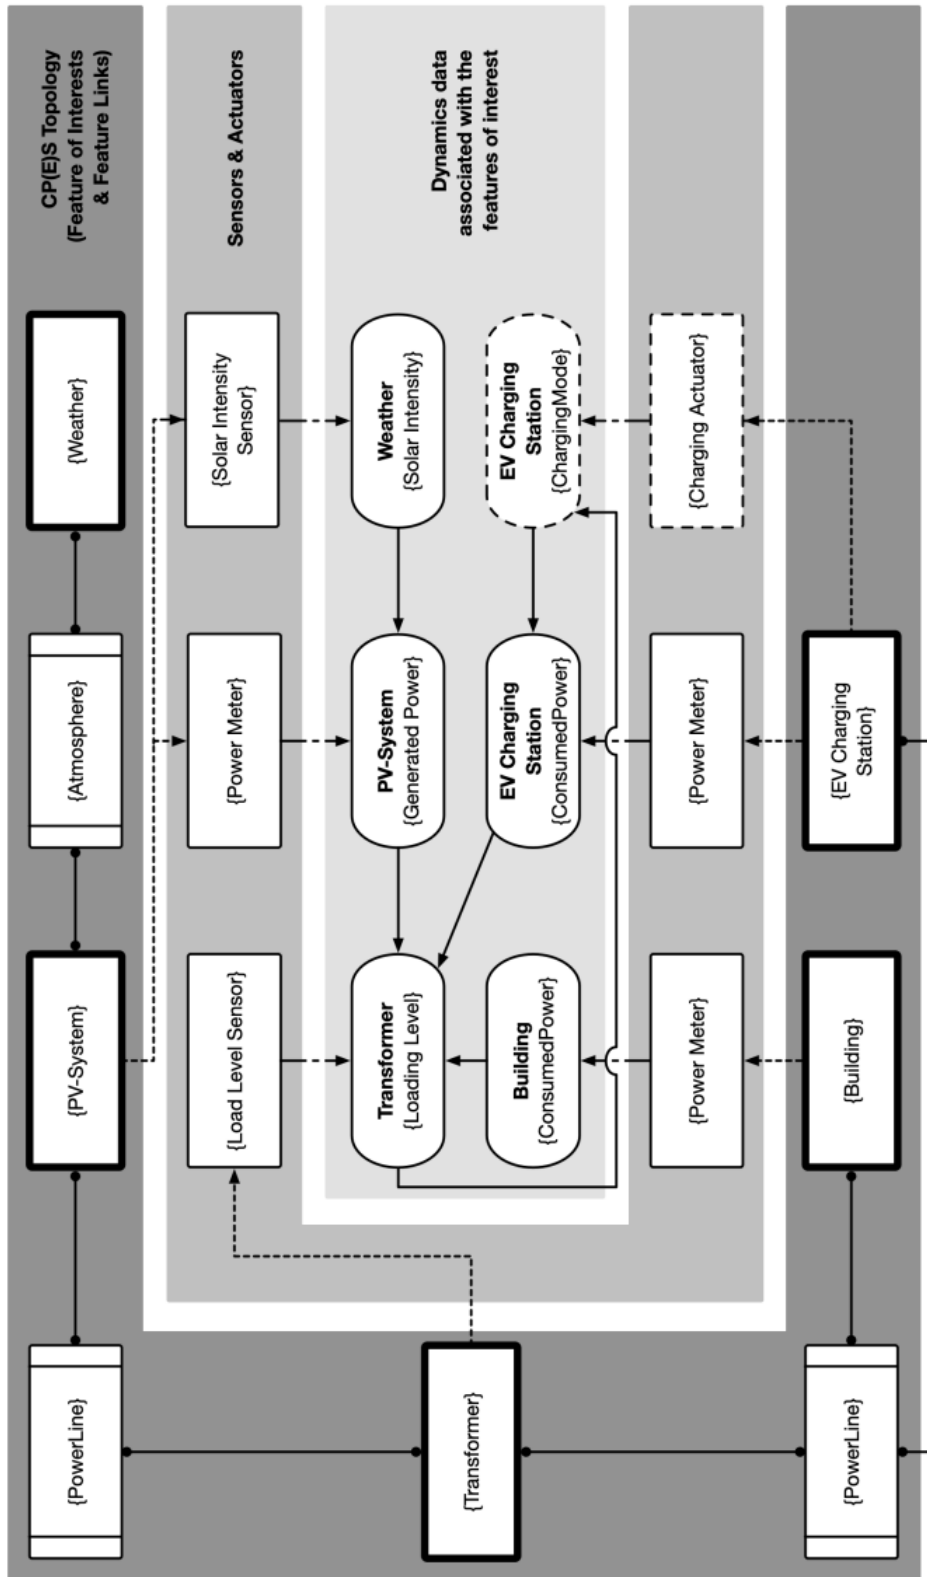 CP(E)S Topology
(Feature of Interests
& Feature Links)
{Weather}
{Atmosphere}
{PV-System}
{PowerLine}
Sensors & Actuators
{Solar Intensity
Sensor}
{Power Meter}
{Load Level Sensor}
Dynamics data
associated with the
features of interest
Weather
{Solar Intensity}
PV-System
{Generated Power}
Transformer
{Loading Level}
{Transformer}
EV Charging
Station
{ChargingMode}
EV Charging
Station
{ConsumedPower}
Building
{ConsumedPower}
{Charging Actuator}
{Power Meter}
{Power Meter}
{EV Charging
Station}
{Building}
{PowerLine}